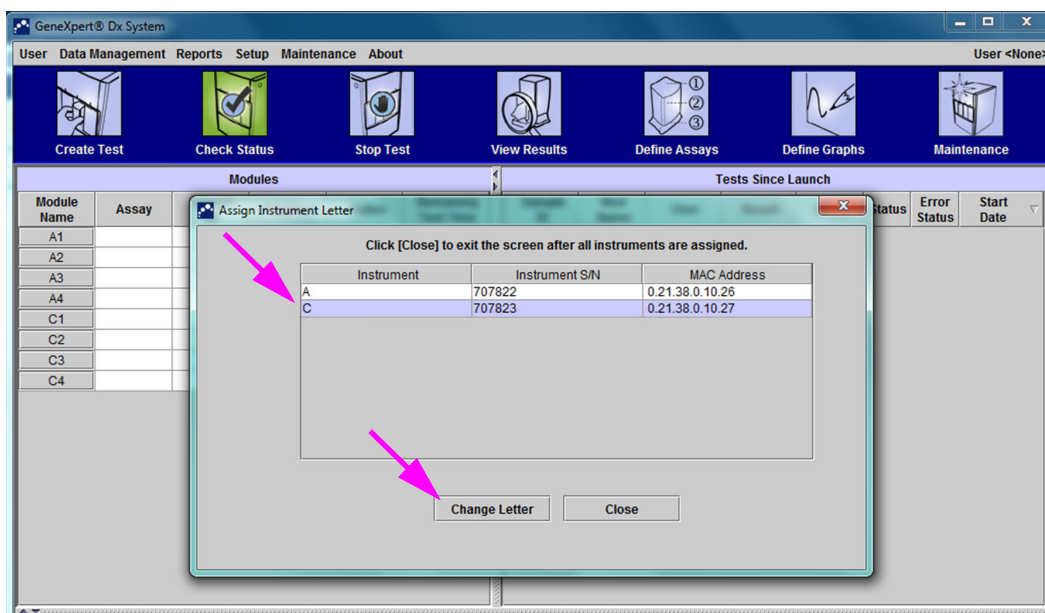 GeneXpert® Dx System
User Data Management Reports Setup Maintenance About User <None>
Create Test Check Status Stop Test View Results Define Assays Define Graphs Maintenance
① ② ③
Modules Tests Since Launch
Module Name Assay Status Error Status Start Date
Assign Instrument Letter
Click [Close] to exit the screen after all instruments are assigned.
Instrument Instrument S/N MAC Address
A 707822 0.21.38.0.10.26
C 707823 0.21.38.0.10.27
A1
A2
A3
A4
C1
C2
C3
C4
Change Letter Close